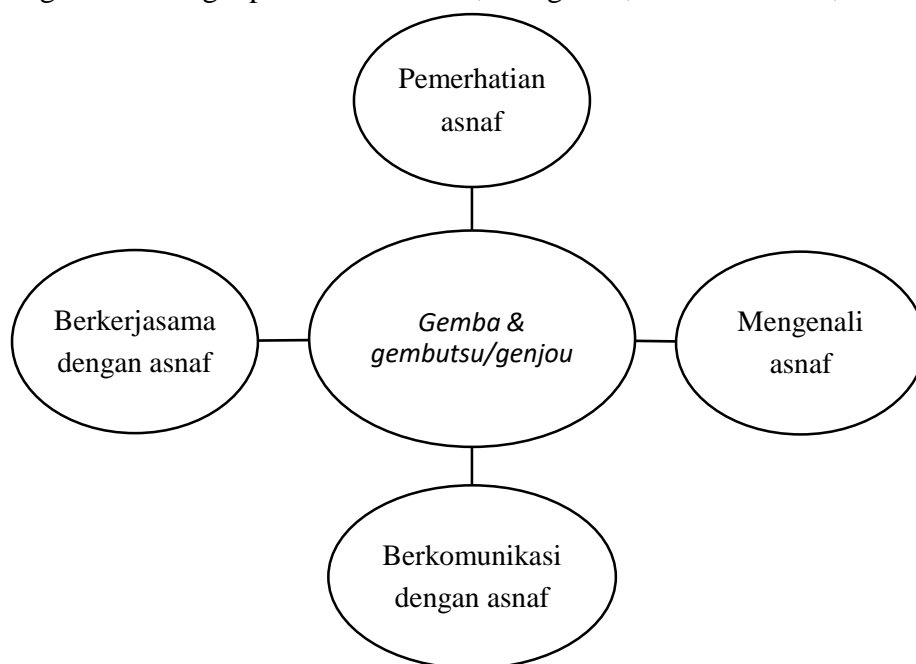 Pemerhatian
asnaf
Berkerjasama
dengan asnaf
Gemba &
gembutsu/genjou
Mengenali
asnaf
Berkomunikasi
dengan asnaf